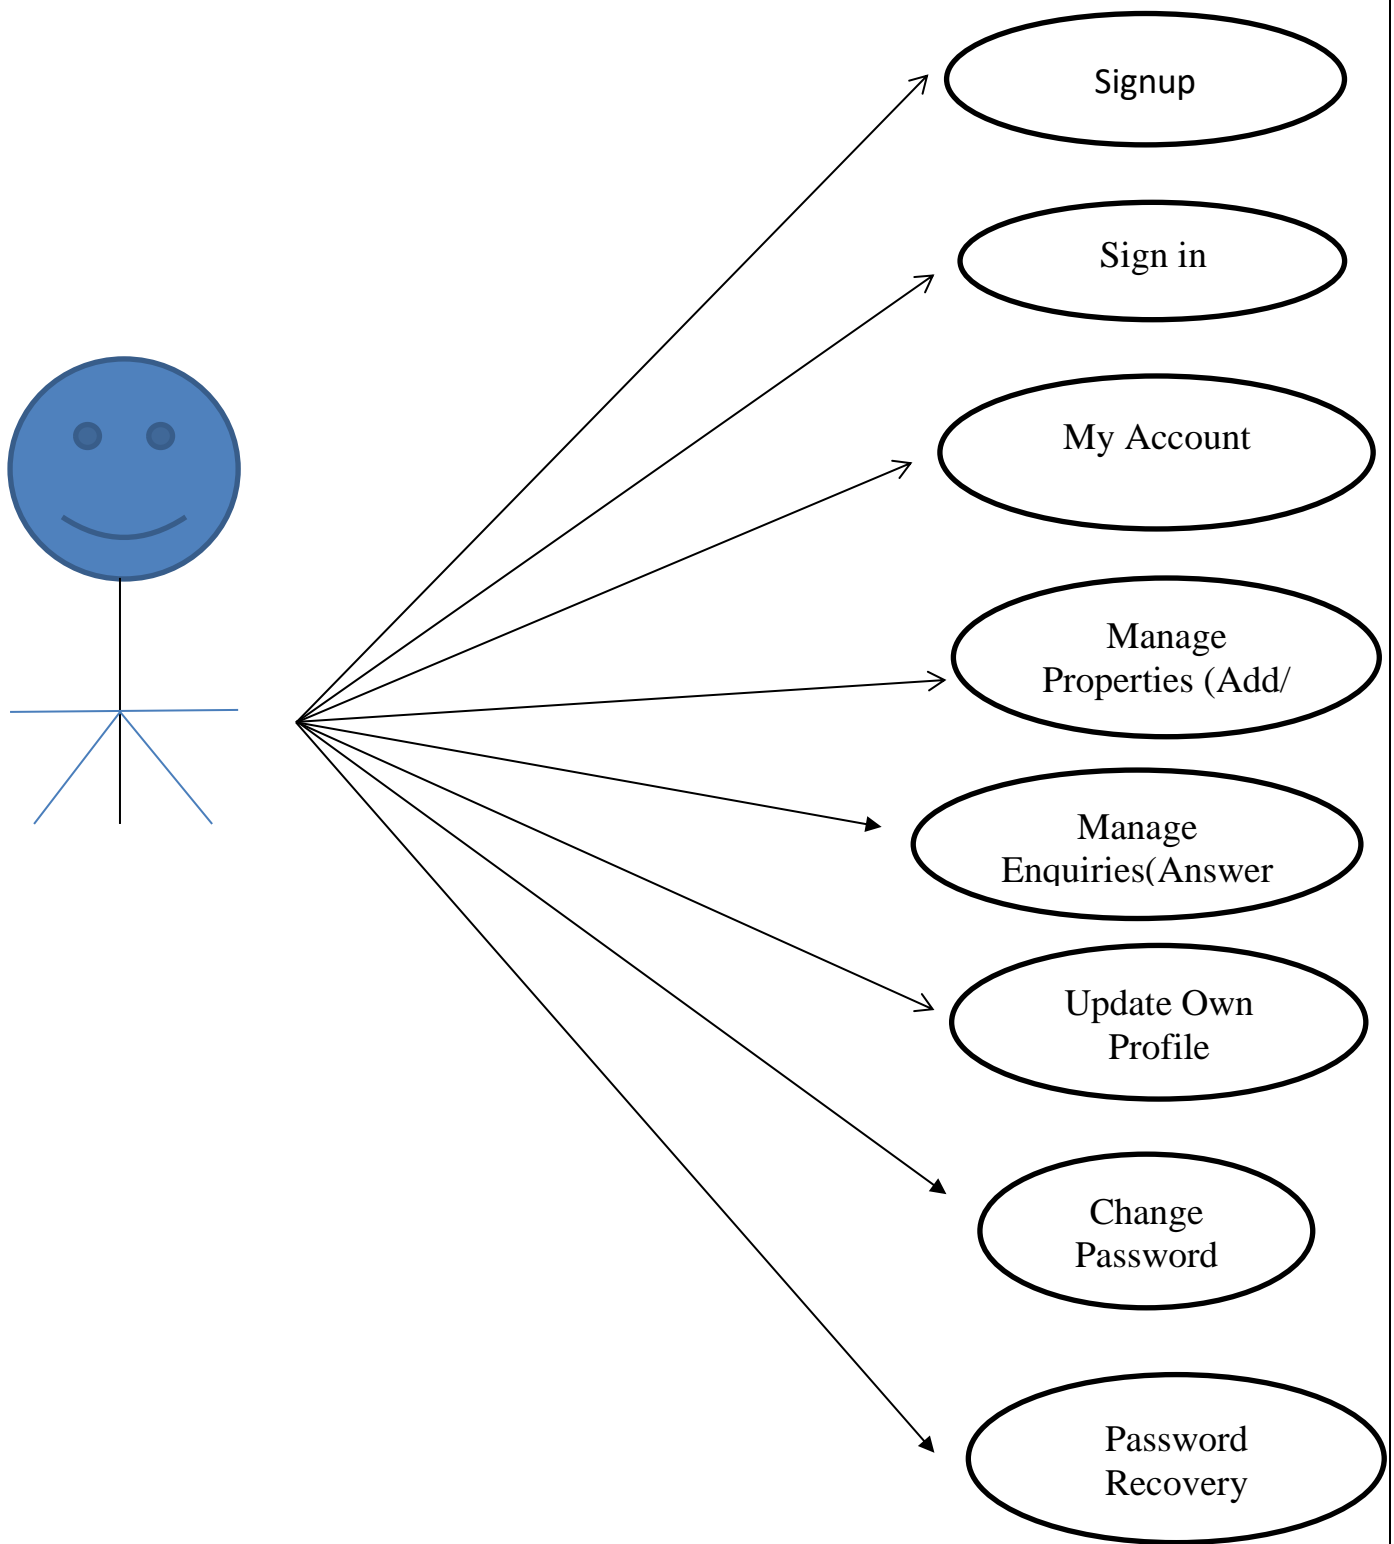 Signup
Sign in
My Account
Manage
Properties (Add/
Manage
Enquiries(Answer
Update Own
Profile
Change
Password
Password
Recovery